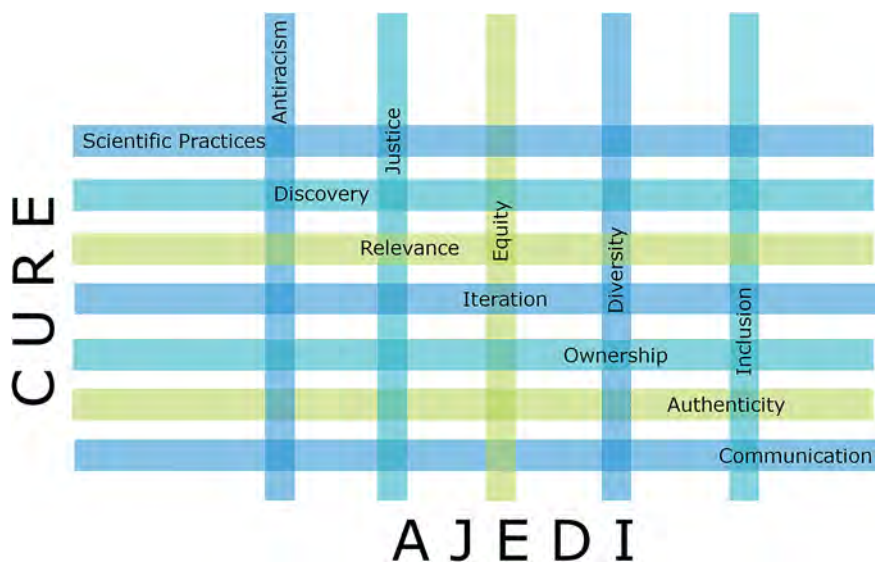 Antiracism
Justice
Equity
Diversity
Inclusion
Scientific Practices
Discovery
Relevance
Iteration
Ownership
Authenticity
Communication
CURE
AJEDI